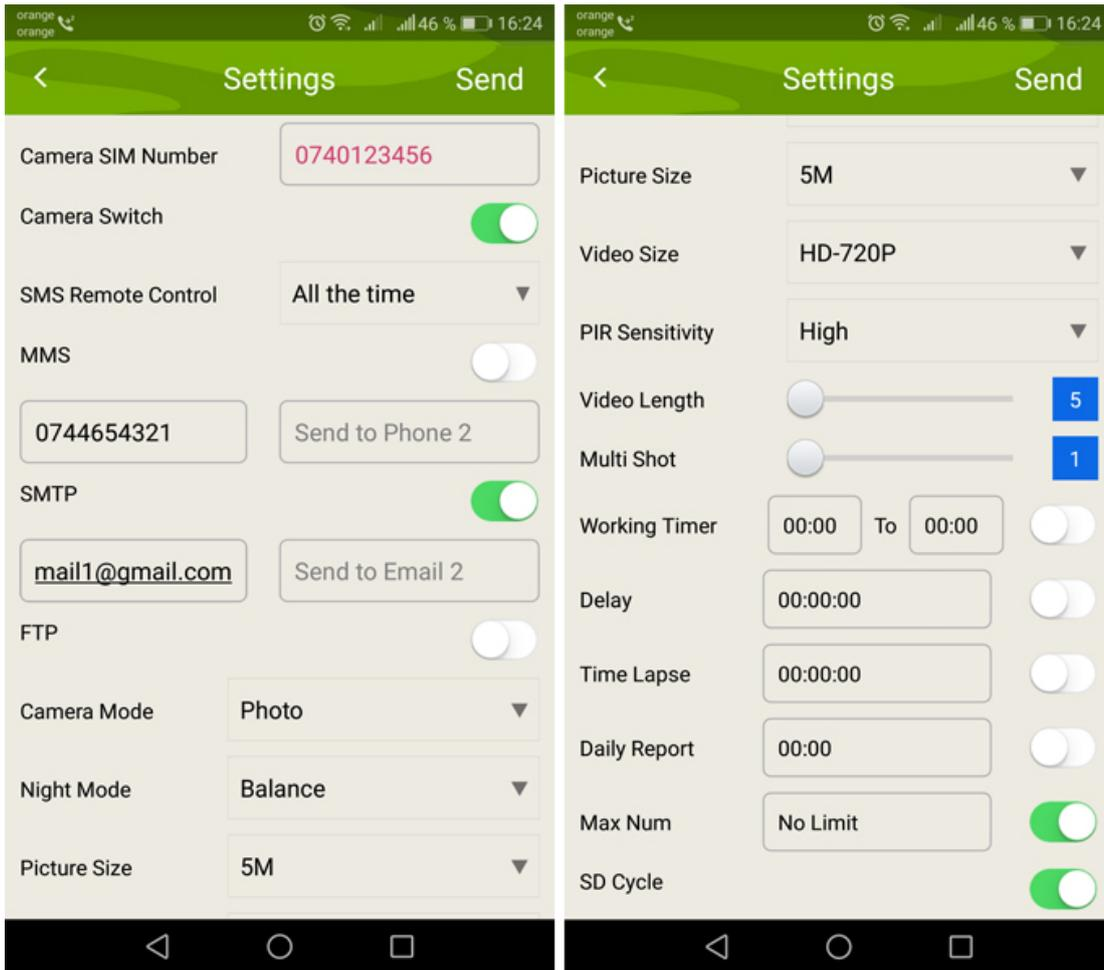 orange
orange
46 % 16:24
Settings Send
Camera SIM Number 0740123456
Camera Switch
SMS Remote Control All the time
MMS
0744654321 Send to Phone 2
SMTP
mail1@gmail.com Send to Email 2
FTP
Camera Mode Photo
Night Mode Balance
Picture Size 5M
orange
orange
46 % 16:24
Settings Send
Picture Size 5M
Video Size HD-720P
PIR Sensitivity High
Video Length 5
Multi Shot 1
Working Timer 00:00 To 00:00
Delay 00:00:00
Time Lapse 00:00:00
Daily Report 00:00
Max Num No Limit
SD Cycle